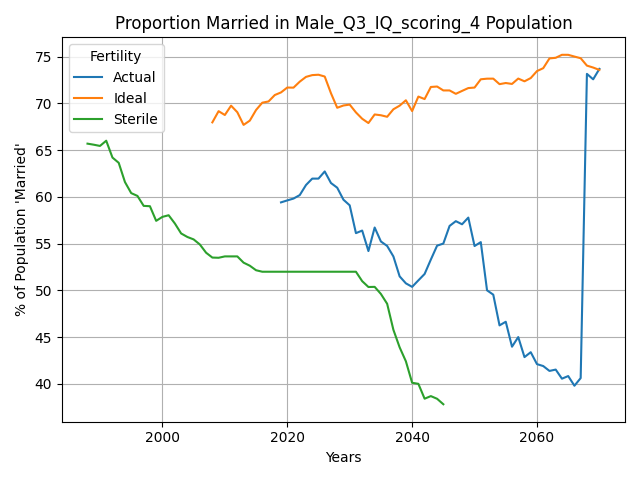 Proportion Married in Male_Q3_IQ_scoring_4 Population
% of Population 'Married'
75
70
65
60
55
50
45
40
Fertility
Actual
Ideal
Sterile
2000
2020
2040
2060
Years